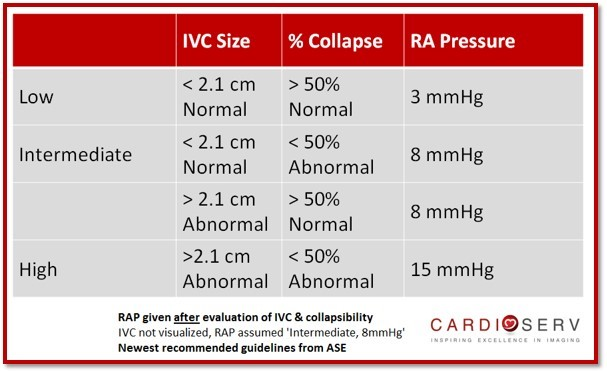 IVC Size % Collapse RA Pressure
Low < 2.1 cm Normal > 50% Normal 3 mmHg
Intermediate < 2.1 cm Normal < 50% Abnormal 8 mmHg
> 2.1 cm Abnormal > 50% Normal 8 mmHg
High >2.1 cm Abnormal < 50% Abnormal 15 mmHg
RAP given after evaluation of IVC & collapsibility
IVC not visualized, RAP assumed 'Intermediate, 8mmHg'
Newest recommended guidelines from ASE
CARDIOSERV
INSPIRING EXCELLENCE IN IMAGING